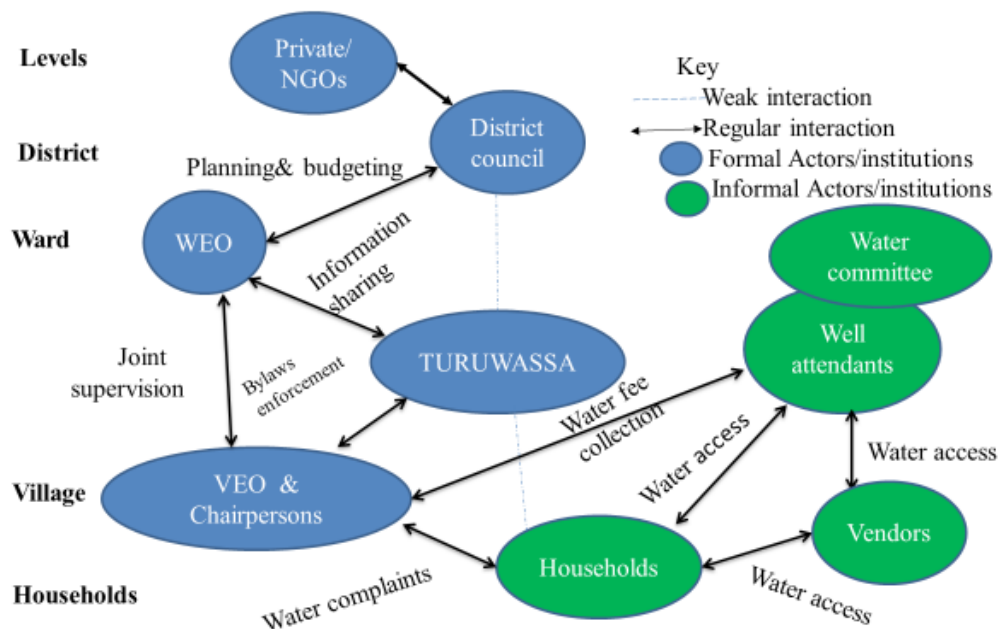 Levels
Private/
NGOs
Key
Weak interaction
Regular interaction
Formal Actors/institutions
Informal Actors/institutions
District
District
council
Planning& budgeting
Ward
WEO
Information
sharing
Water
committee
Well
attendants
Joint
supervision
Bylaws
enforcement
TURUWASSA
Water fee
collection
Water access
Water access
Village
VEO &
Chairpersons
Vendors
Households
Households
Water complaints
Water access